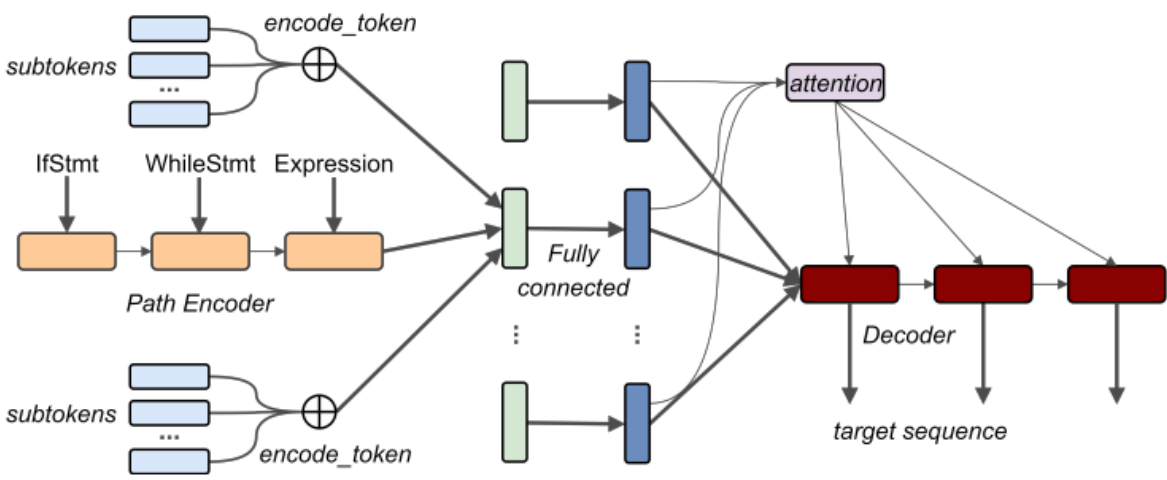 encode_token
subtokens
...
attention
IfStmt
WhileStmt
Expression
Fully
connected
Path Encoder
...
...
Decoder
subtokens
...
encode_token
target sequence